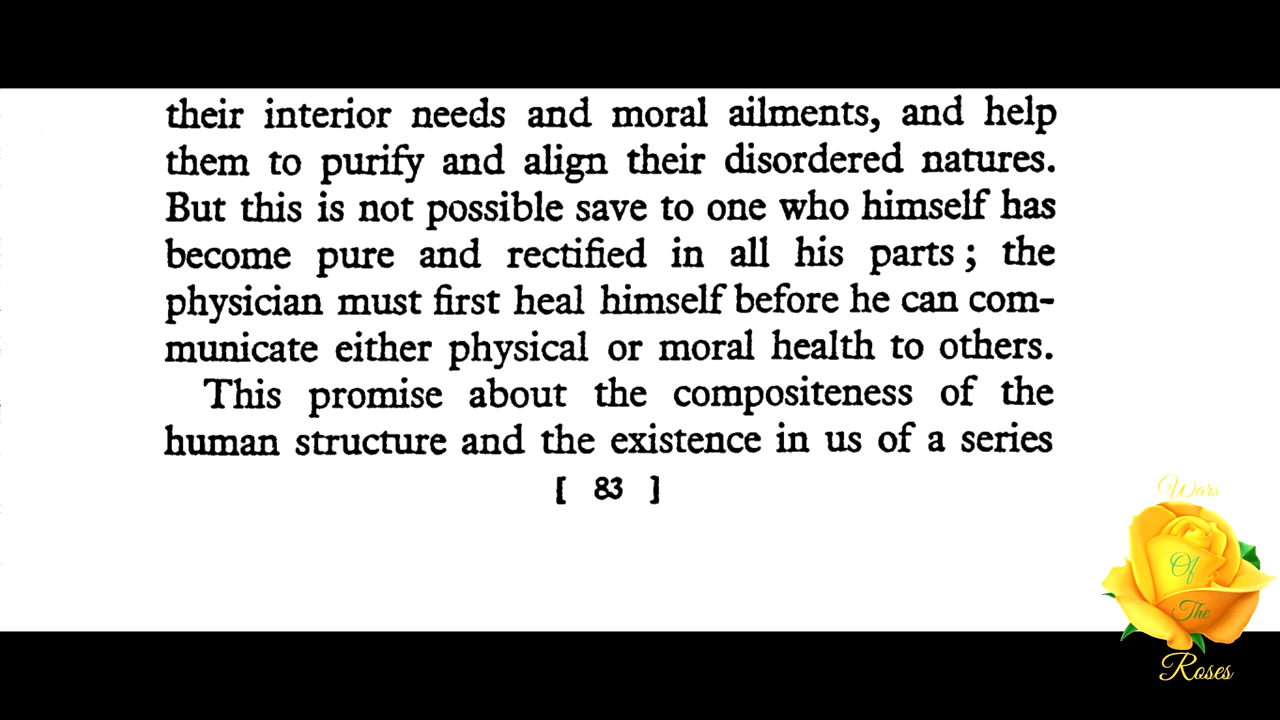 their interior needs and moral ailments, and help
them to purify and align their disordered natures.
But this is not possible save to one who himself has
become pure and rectified in all his parts ; the
physician must first heal himself before he can com-
municate either physical or moral health to others.
This promise about the compositeness of the
human structure and the existence in us of a series
[ 83 ]
Wars
Of
The
Roses